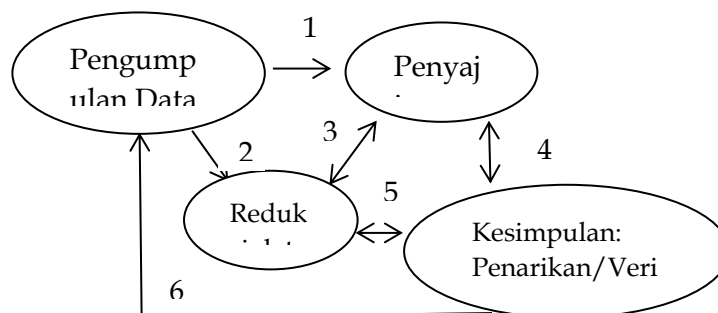 1
Pengump
ulan Data
Penyaj
3
2
4
5
Reduk
Kesimpulan:
Penarikan/Veri
6